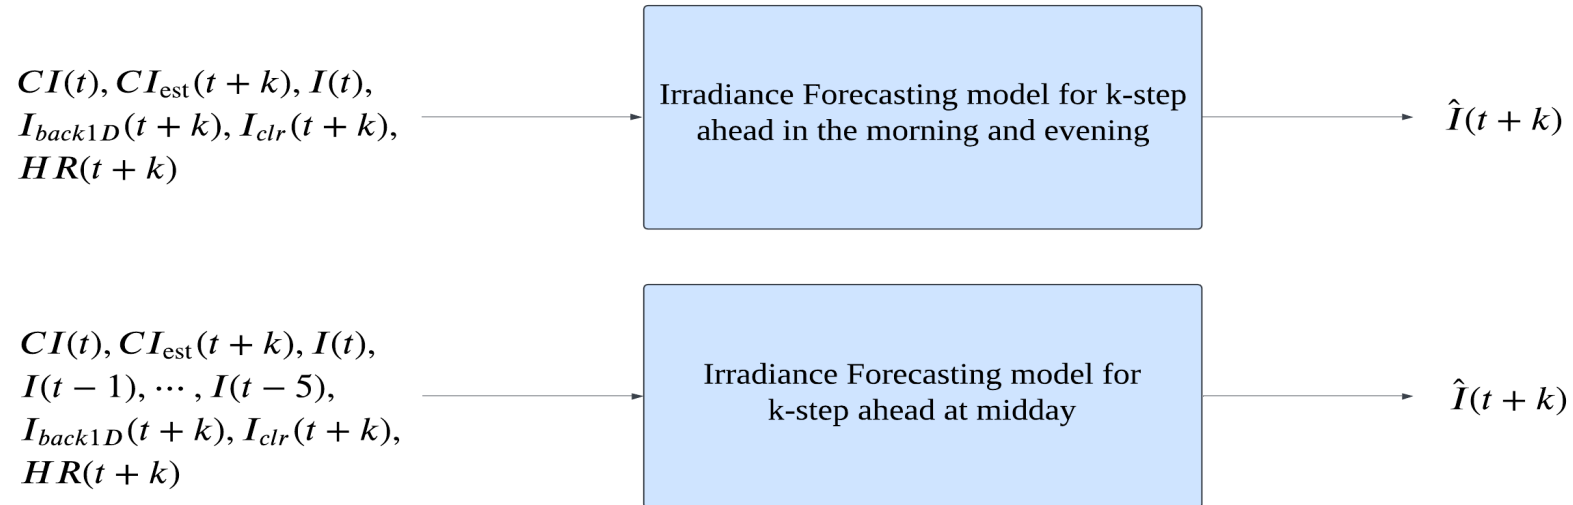 CI(t), CI_est(t + k), I(t),
I_back1D(t + k), I_clr(t + k),
HR(t + k)
Irradiance Forecasting model for k-step
ahead in the morning and evening
Î(t + k)
CI(t), CI_est(t + k), I(t),
I(t − 1), ⋯ , I(t − 5),
I_back1D(t + k), I_clr(t + k),
HR(t + k)
Irradiance Forecasting model for
k-step ahead at midday
Î(t + k)